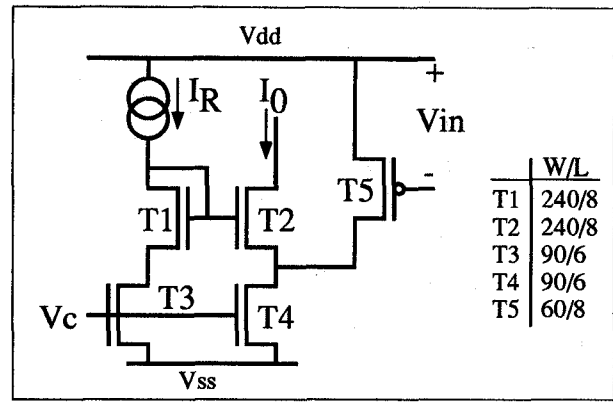 Vdd
+
I_R
I_0
Vin
-
T5
T1
T2
T3
T4
Vc
Vss
W/L
T1 240/8
T2 240/8
T3 90/6
T4 90/6
T5 60/8